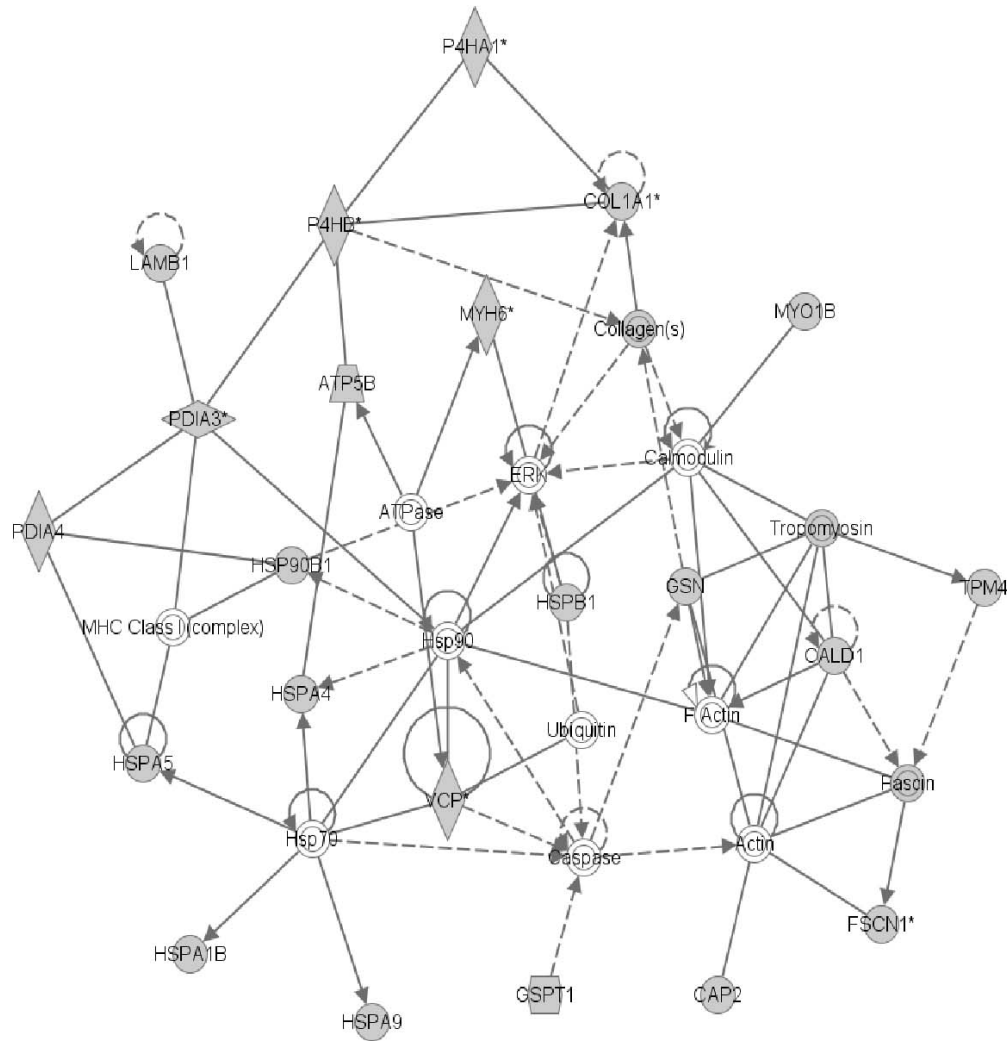 P4HA1*
COL1A1*
P4HB*
LAMB1
MYH6*
MYO1B
Collagen(s)
ATP5B
PDIA3*
Calmodulin
ERK
ATPase
PDIA4
Tropomyosin
HSP90B1
GSN
TPM4
HSPB1
MHC Class I (complex)
Hsp90
CALD1
HSPA4
F Actin
Ubiquitin
HSPA5
Fascin
VCP*
Hsp70
Caspase
Actin
FSCN1*
HSPA1B
GSPT1
CAP2
HSPA9